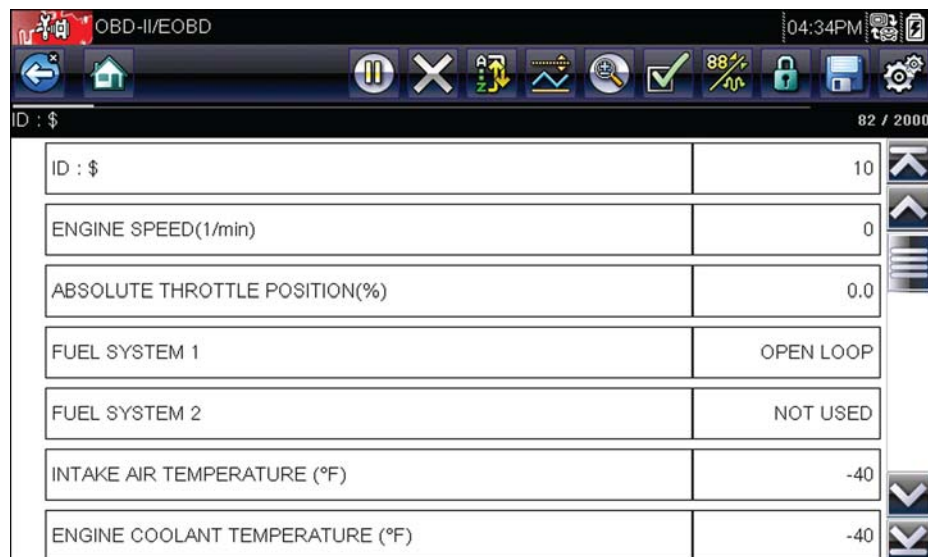 OBD-II/EOBD 04:34PM
ID : $ 82 / 2000
ID : $ 10
ENGINE SPEED(1/min) 0
ABSOLUTE THROTTLE POSITION(%) 0.0
FUEL SYSTEM 1 OPEN LOOP
FUEL SYSTEM 2 NOT USED
INTAKE AIR TEMPERATURE (°F) -40
ENGINE COOLANT TEMPERATURE (°F) -40